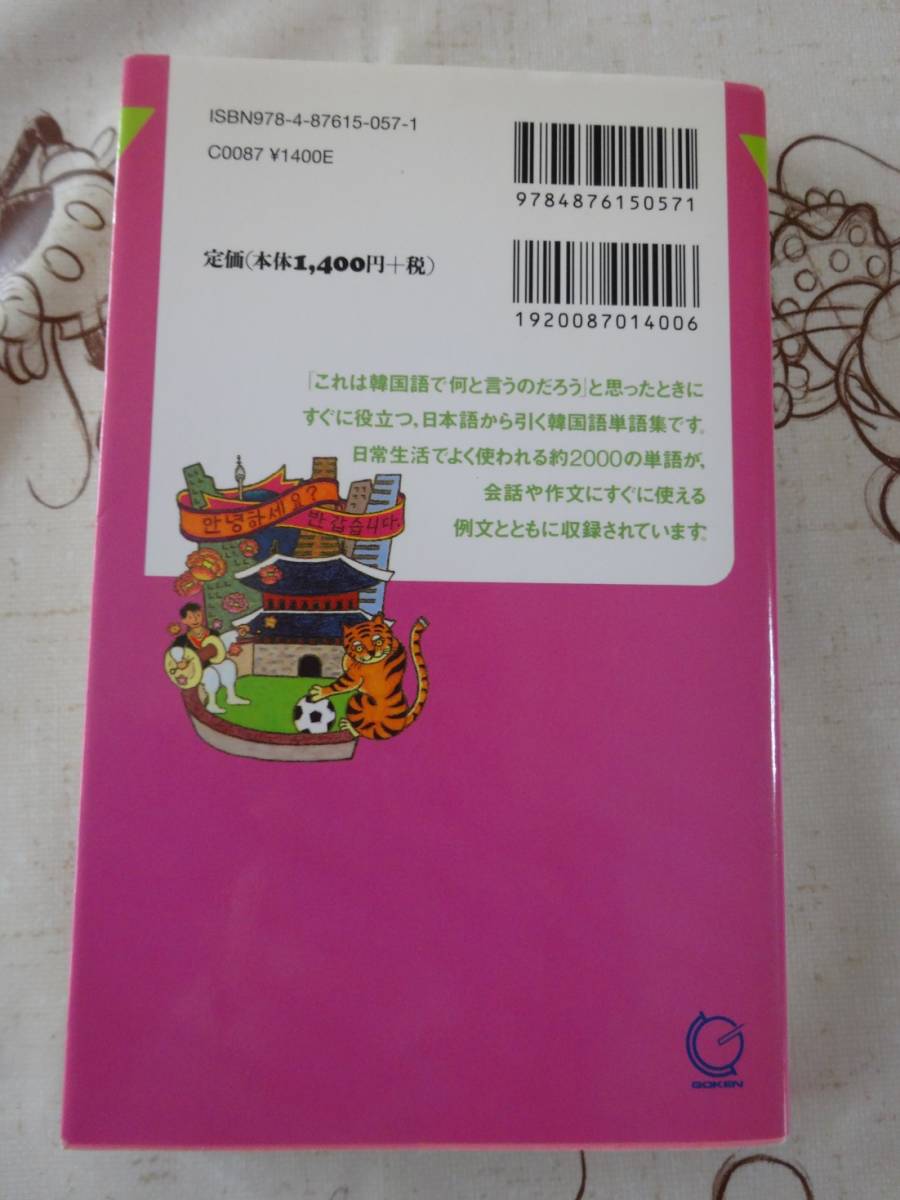 ISBN978-4-87615-057-1
C0087 ¥1400E
9784876150571
定価(本体1,400円+税)
1920087014006
「これは韓国語で何と言うのだろう」と思ったときに
すぐに役立つ、日本語から引く韓国語単語集です。
日常生活でよく使われる約2000の単語が、
会話や作文にすぐに使える
例文とともに収録されています。
안녕하세요?
반갑습니다.
GOKEN